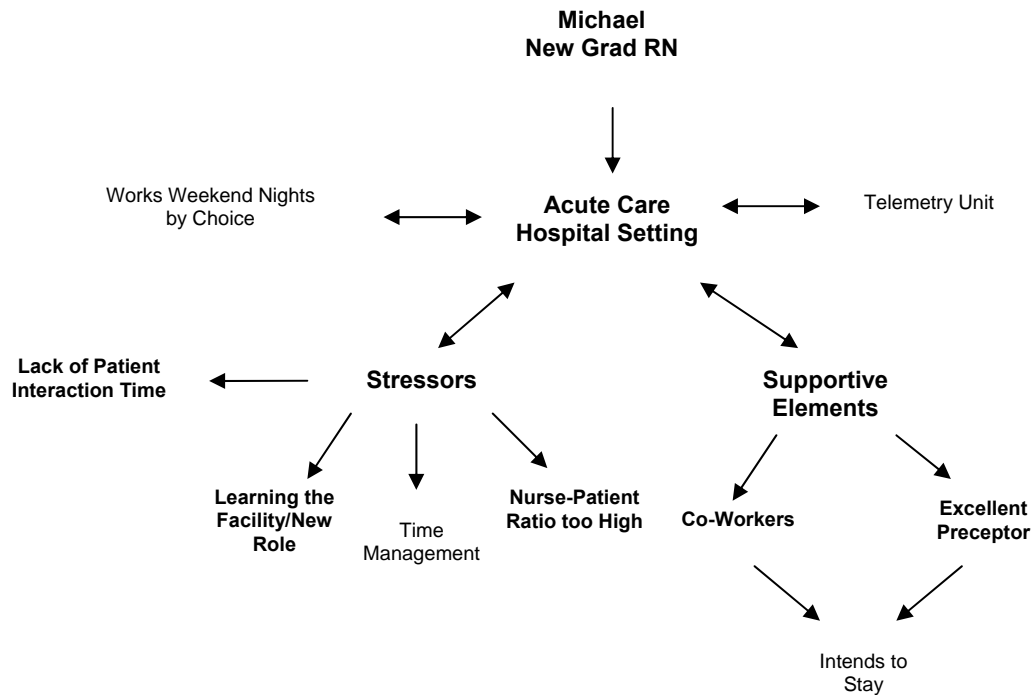 Michael
New Grad RN
Works Weekend Nights
by Choice
Acute Care
Hospital Setting
Telemetry Unit
Lack of Patient
Interaction Time
Stressors
Supportive
Elements
Learning the
Facility/New
Role
Time
Management
Nurse-Patient
Ratio too High
Co-Workers
Excellent
Preceptor
Intends to
Stay